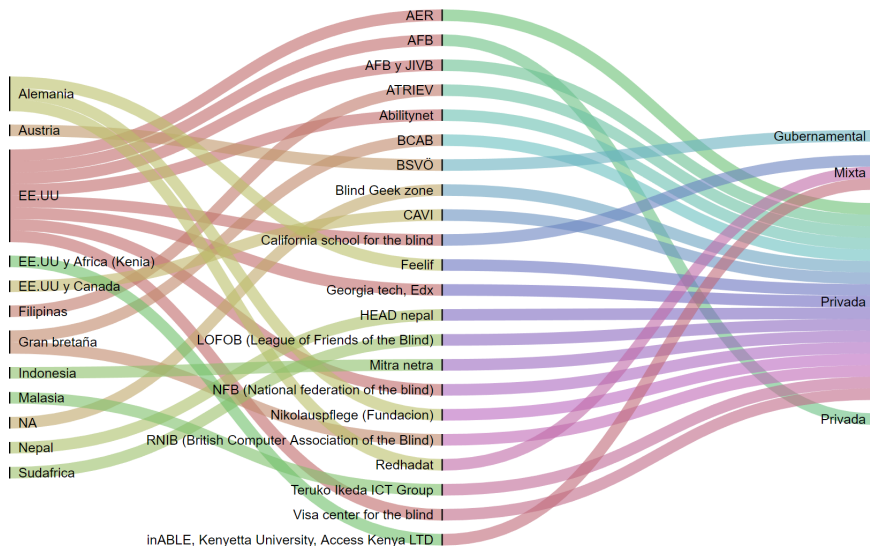 Alemania
Austria
EE.UU
EE.UU y Africa (Kenia)
EE.UU y Canada
Filipinas
Gran bretaña
Indonesia
Malasia
NA
Nepal
Sudafrica
AER
AFB
AFB y JIVB
ATRIEV
Abilitynet
BCAB
BSVÖ
Blind Geek zone
CAVI
California school for the blind
Feelif
Georgia tech, Edx
HEAD nepal
LOFOB (League of Friends of the Blind)
Mitra netra
NFB (National federation of the blind)
Nikolauspflege (Fundacion)
RNIB (British Computer Association of the Blind)
Redhadat
Teruko Ikeda ICT Group
Visa center for the blind
inABLE, Kenyetta University, Access Kenya LTD
Gubernamental
Mixta
Privada
Privada